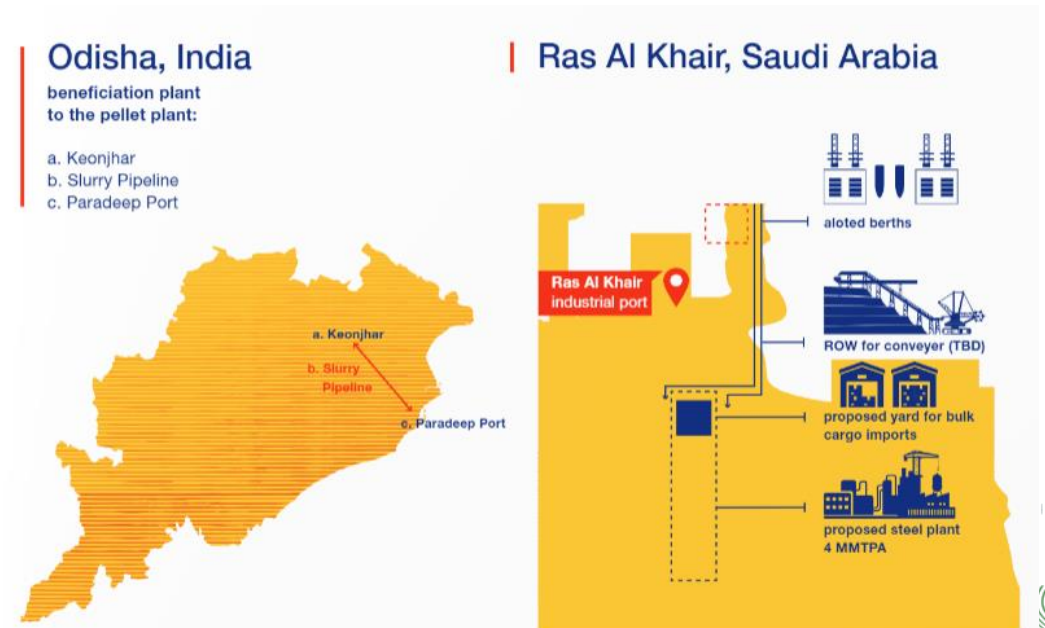 Odisha, India
beneficiation plant
to the pellet plant:
a. Keonjhar
b. Slurry Pipeline
c. Paradeep Port
a. Keonjhar
b. Slurry
Pipeline
c. Paradeep Port
Ras Al Khair, Saudi Arabia
aloted berths
Ras Al Khair
industrial port
ROW for conveyer (TBD)
proposed yard for bulk
cargo imports
proposed steel plant
4 MMTPA